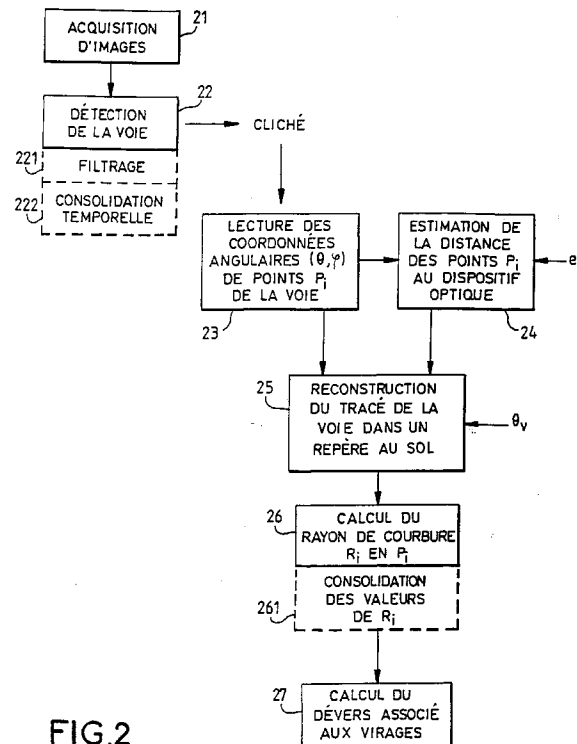 21
ACQUISITION
D'IMAGES
22
DÉTECTION
DE LA VOIE
CLICHÉ
221
FILTRAGE
222
CONSOLIDATION
TEMPORELLE
LECTURE DES
COORDONNÉES
ANGULAIRES (θ,φ)
DE POINTS Pi
DE LA VOIE
23
ESTIMATION DE
LA DISTANCE
DES POINTS Pi
AU DISPOSITIF
OPTIQUE
e
24
25
RECONSTRUCTION
DU TRACÉ DE LA
VOIE DANS UN
REPÈRE AU SOL
θv
26
CALCUL DU
RAYON DE COURBURE
Ri EN Pi
261
CONSOLIDATION
DES VALEURS
DE Ri
27
CALCUL DU
DÉVERS ASSOCIÉ
AUX VIRAGES
FIG.2